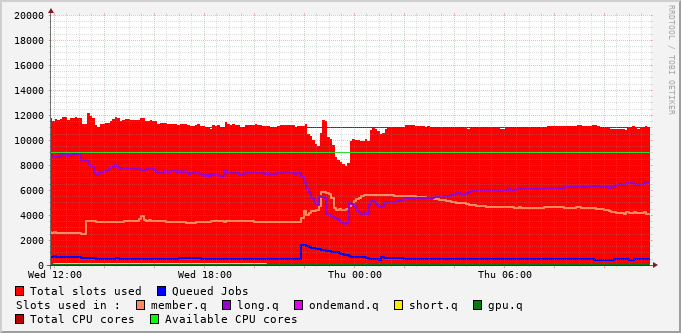 RRDTOOL / TOBI OETIKER
20000
18000
16000
14000
12000
10000
8000
6000
4000
2000
0
Wed 12:00 Wed 18:00 Thu 00:00 Thu 06:00
Total slots used Queued Jobs
Slots used in : member.q long.q ondemand.q short.q gpu.q
Total CPU cores Available CPU cores